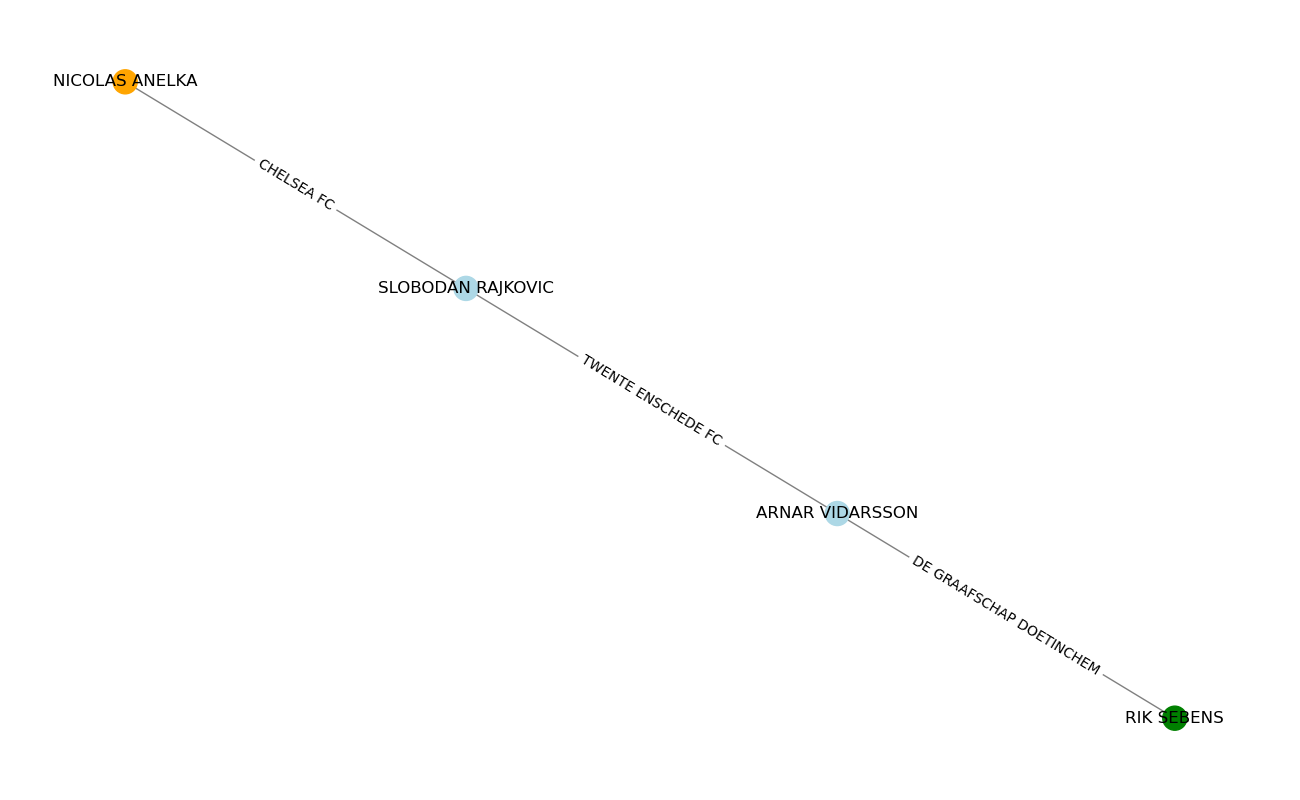 NICOLAS ANELKA
CHELSEA FC
SLOBODAN RAJKOVIC
TWENTE ENSCHEDE FC
ARNAR VIDARSSON
DE GRAAFSCHAP DOETINCHEM
RIK SEBENS